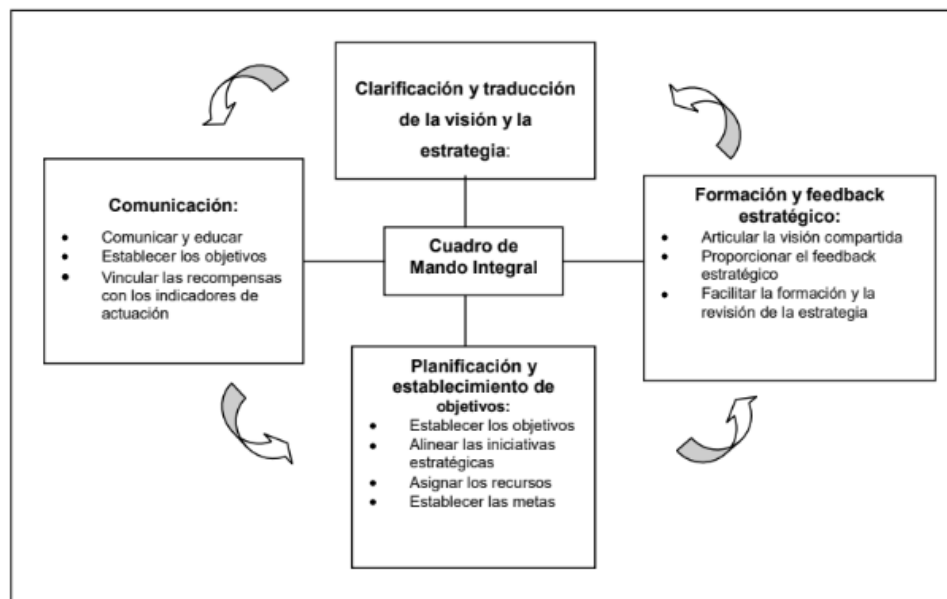 Clarificación y traducción
de la visión y la
estrategia:
Comunicación:
• Comunicar y educar
• Establecer los objetivos
• Vincular las recompensas
con los indicadores de
actuación
Cuadro de
Mando Integral
Formación y feedback
estratégico:
• Articular la visión compartida
• Proporcionar el feedback
estratégico
• Facilitar la formación y la
revisión de la estrategia
Planificación y
establecimiento de
objetivos:
• Establecer los objetivos
• Alinear las iniciativas
estratégicas
• Asignar los recursos
• Establecer las metas